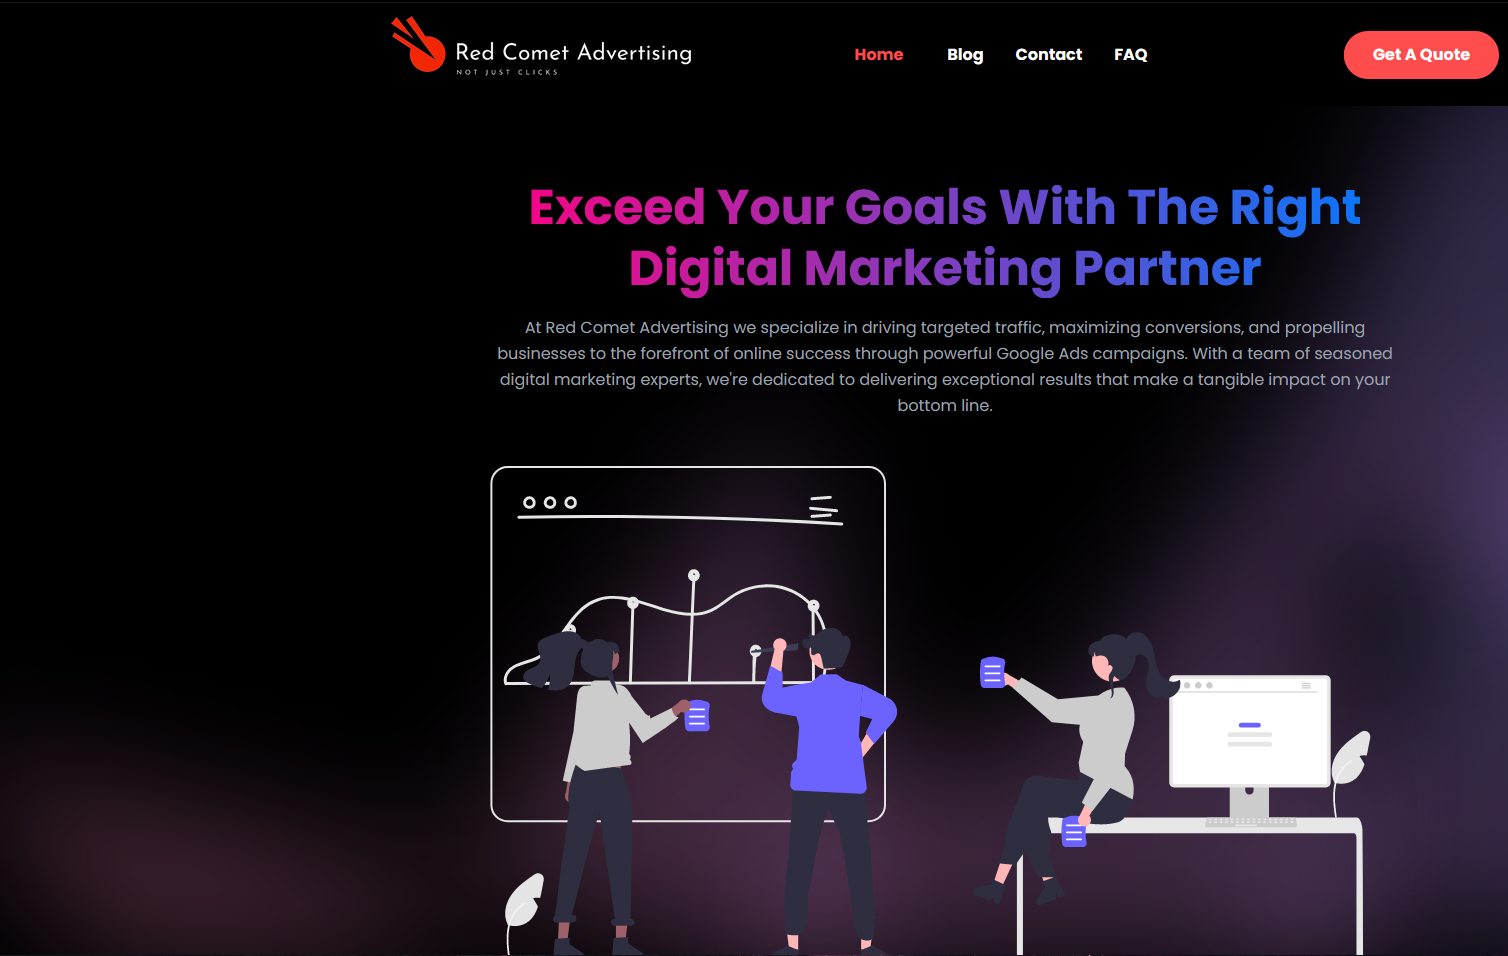 Red Comet Advertising
NOT JUST CLICKS
Home Blog Contact FAQ
Get A Quote
Exceed Your Goals With The Right
Digital Marketing Partner
At Red Comet Advertising we specialize in driving targeted traffic, maximizing conversions, and propelling
businesses to the forefront of online success through powerful Google Ads campaigns. With a team of seasoned
digital marketing experts, we're dedicated to delivering exceptional results that make a tangible impact on your
bottom line.